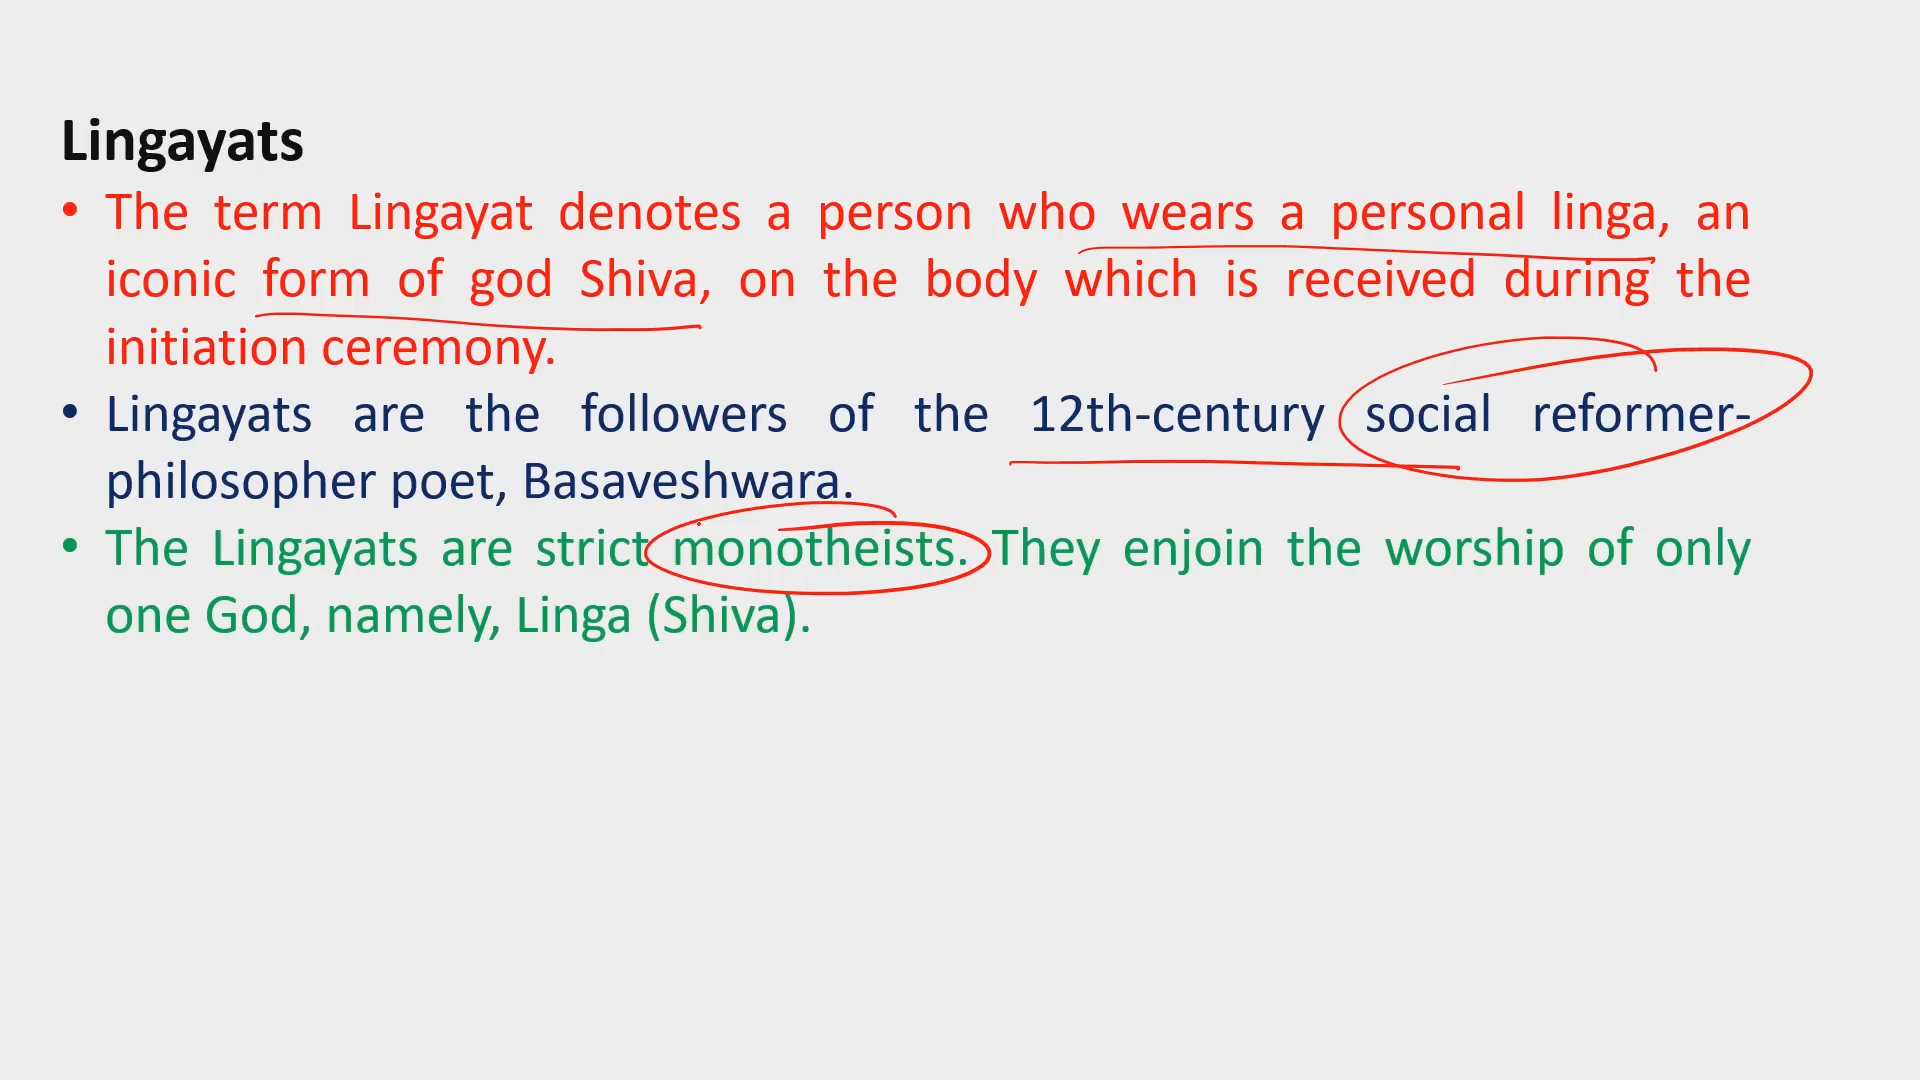 Lingayats
• The term Lingayat denotes a person who wears a personal linga, an
iconic form of god Shiva, on the body which is received during the
initiation ceremony.
• Lingayats are the followers of the 12th-century social reformer-
philosopher poet, Basaveshwara.
• The Lingayats are strict monotheists. They enjoin the worship of only
one God, namely, Linga (Shiva).